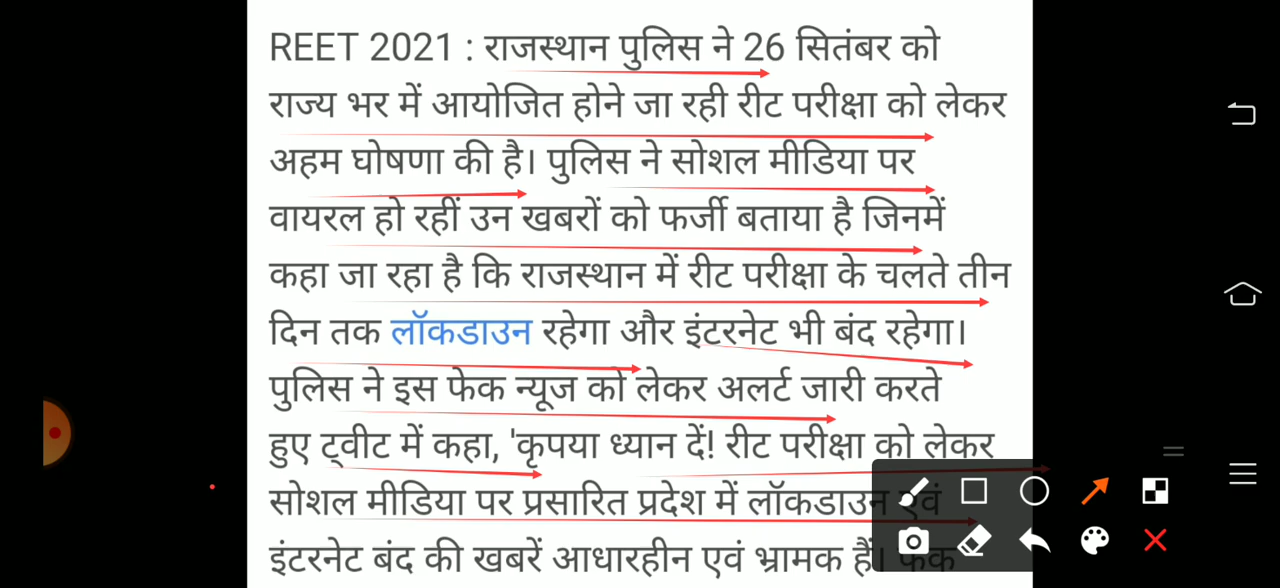 REET 2021 : राजस्थान पुलिस ने 26 सितंबर को
राज्य भर में आयोजित होने जा रही रीट परीक्षा को लेकर
अहम घोषणा की है। पुलिस ने सोशल मीडिया पर
वायरल हो रहीं उन खबरों को फर्जी बताया है जिनमें
कहा जा रहा है कि राजस्थान में रीट परीक्षा के चलते तीन
दिन तक लॉकडाउन रहेगा और इंटरनेट भी बंद रहेगा।
पुलिस ने इस फेक न्यूज को लेकर अलर्ट जारी करते
हुए ट्वीट में कहा, 'कृपया ध्यान दें! रीट परीक्षा को लेकर
सोशल मीडिया पर प्रसारित प्रदेश में लॉकडाउन एवं
इंटरनेट बंद की खबरें आधारहीन एवं भ्रामक हैं। फेक